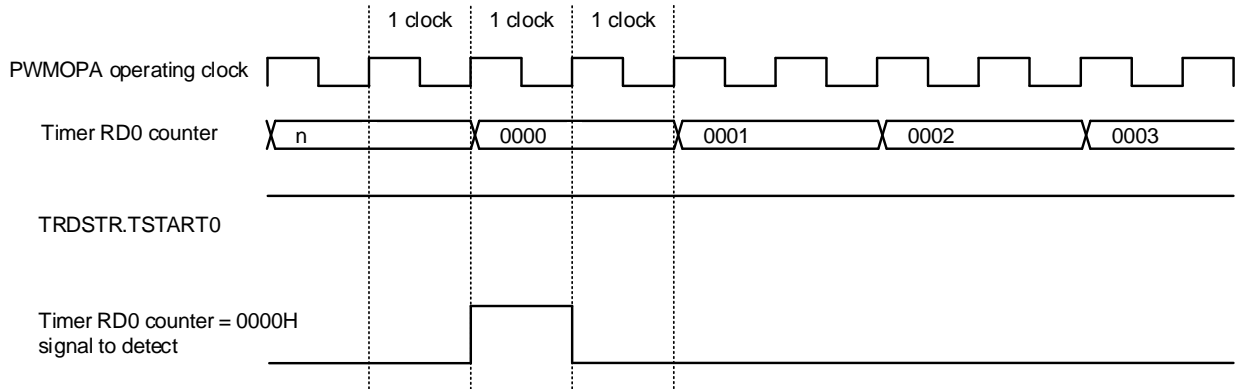 1 clock 1 clock 1 clock
PWMOPA operating clock
Timer RD0 counter n 0000 0001 0002 0003
TRDSTR.TSTART0
Timer RD0 counter = 0000H
signal to detect